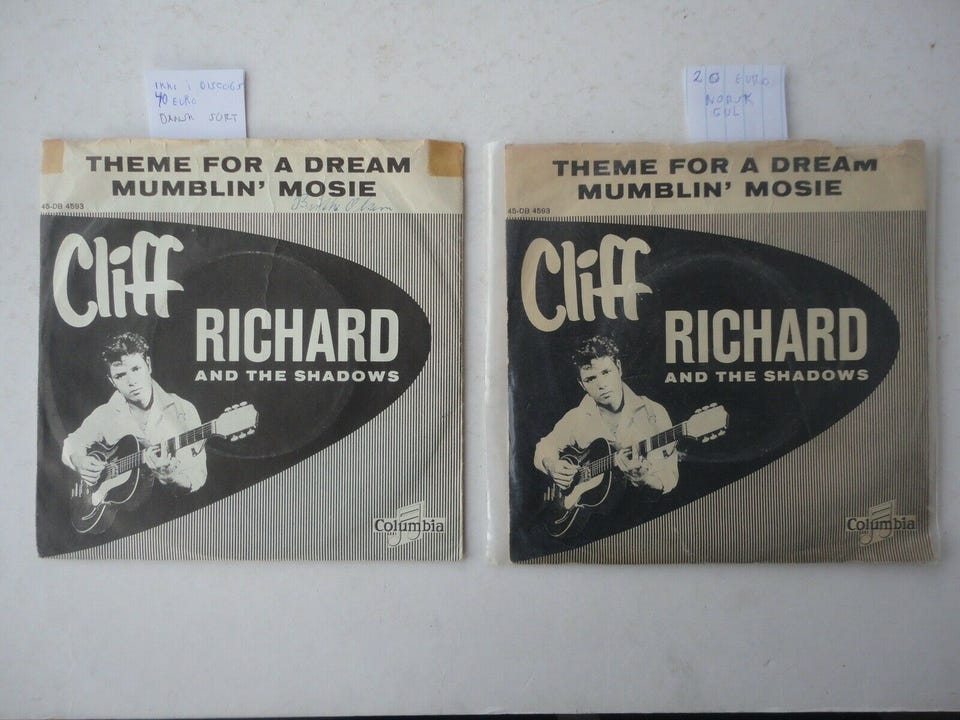 IKKI i DISCOGS
40 EURO
DANSK SORT
THEME FOR A DREAM
MUMBLIN' MOSIE
45-DB 4593
Cliff
RICHARD
AND THE SHADOWS
Columbia
20 EURO
NORSK
GUL
THEME FOR A DREAm
MUMBLIN' MOSIE
45-DB 4593
Cliff
RICHARD
AND THE SHADOWS
Columbia